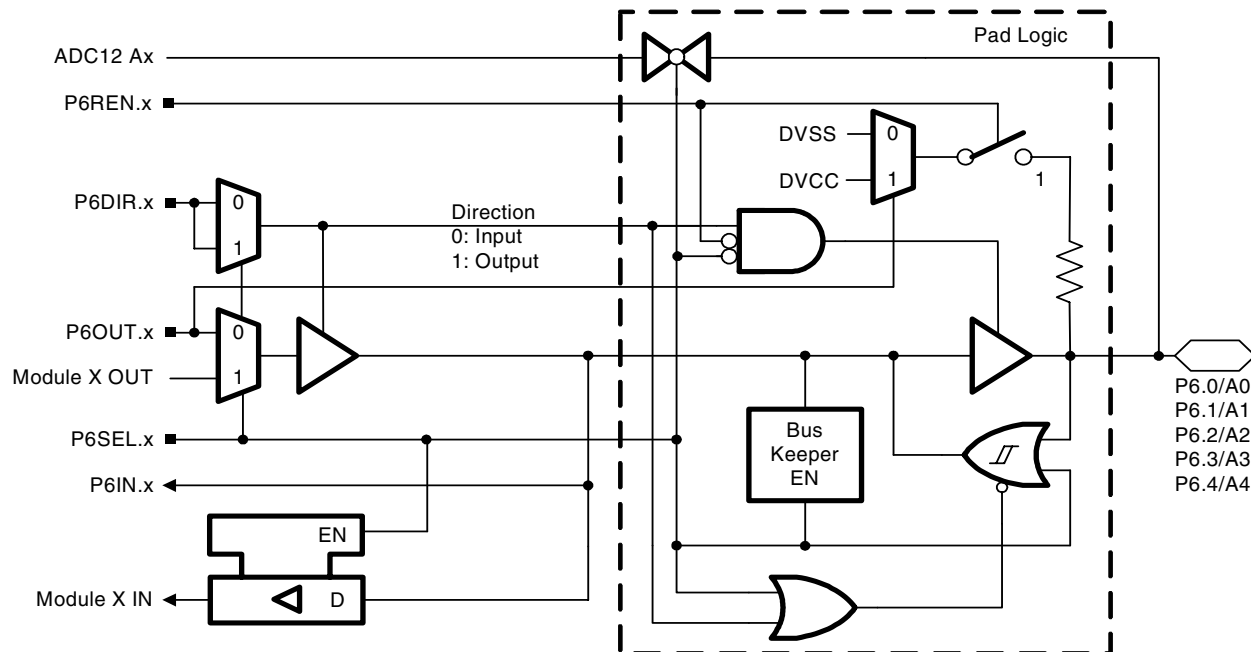 Pad Logic
ADC12 Ax
P6REN.x
DVSS
0
DVCC
1
1
P6DIR.x
0
1
Direction
0: Input
1: Output
P6OUT.x
0
Module X OUT
1
P6.0/A0
P6.1/A1
P6.2/A2
P6.3/A3
P6.4/A4
P6SEL.x
Bus
Keeper
EN
P6IN.x
EN
Module X IN
D